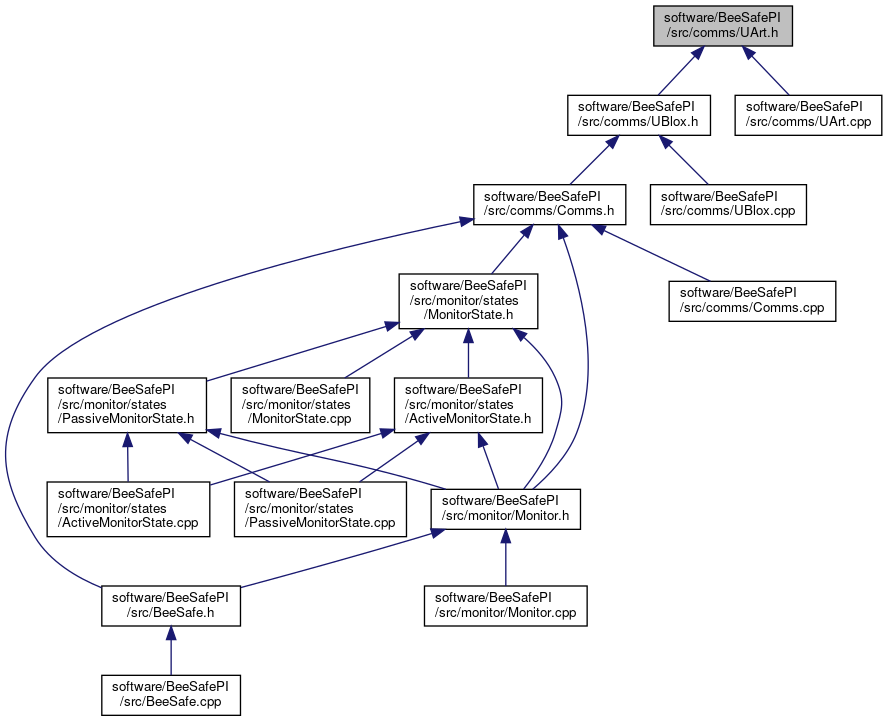 software/BeeSafePI
/src/comms/UArt.h
software/BeeSafePI
/src/comms/UBlox.h
software/BeeSafePI
/src/comms/UArt.cpp
software/BeeSafePI
/src/comms/Comms.h
software/BeeSafePI
/src/comms/UBlox.cpp
software/BeeSafePI
/src/monitor/states
/MonitorState.h
software/BeeSafePI
/src/comms/Comms.cpp
software/BeeSafePI
/src/monitor/states
/PassiveMonitorState.h
software/BeeSafePI
/src/monitor/states
/MonitorState.cpp
software/BeeSafePI
/src/monitor/states
/ActiveMonitorState.h
software/BeeSafePI
/src/monitor/states
/ActiveMonitorState.cpp
software/BeeSafePI
/src/monitor/states
/PassiveMonitorState.cpp
software/BeeSafePI
/src/monitor/Monitor.h
software/BeeSafePI
/src/BeeSafe.h
software/BeeSafePI
/src/monitor/Monitor.cpp
software/BeeSafePI
/src/BeeSafe.cpp